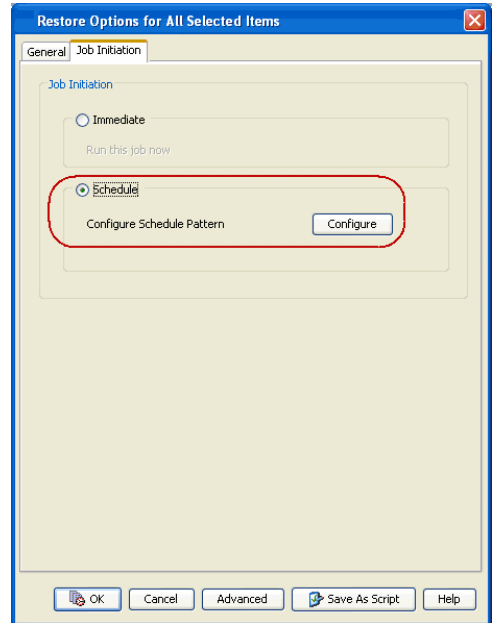 Restore Options for All Selected Items
General Job Initiation
Job Initiation
Immediate
Run this job now
Schedule
Configure Schedule Pattern Configure
OK Cancel Advanced Save As Script Help